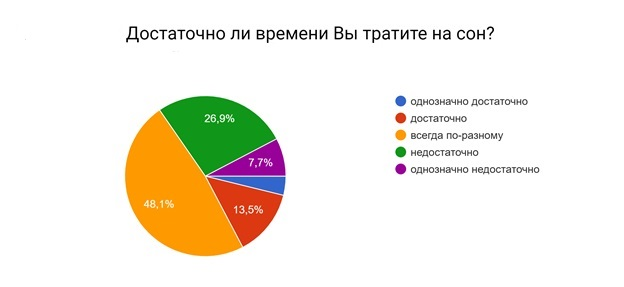 Достаточно ли времени Вы тратите на сон?
26,9%
7,7%
48,1%
13,5%
однозначно достаточно
достаточно
всегда по-разному
недостаточно
однозначно недостаточно